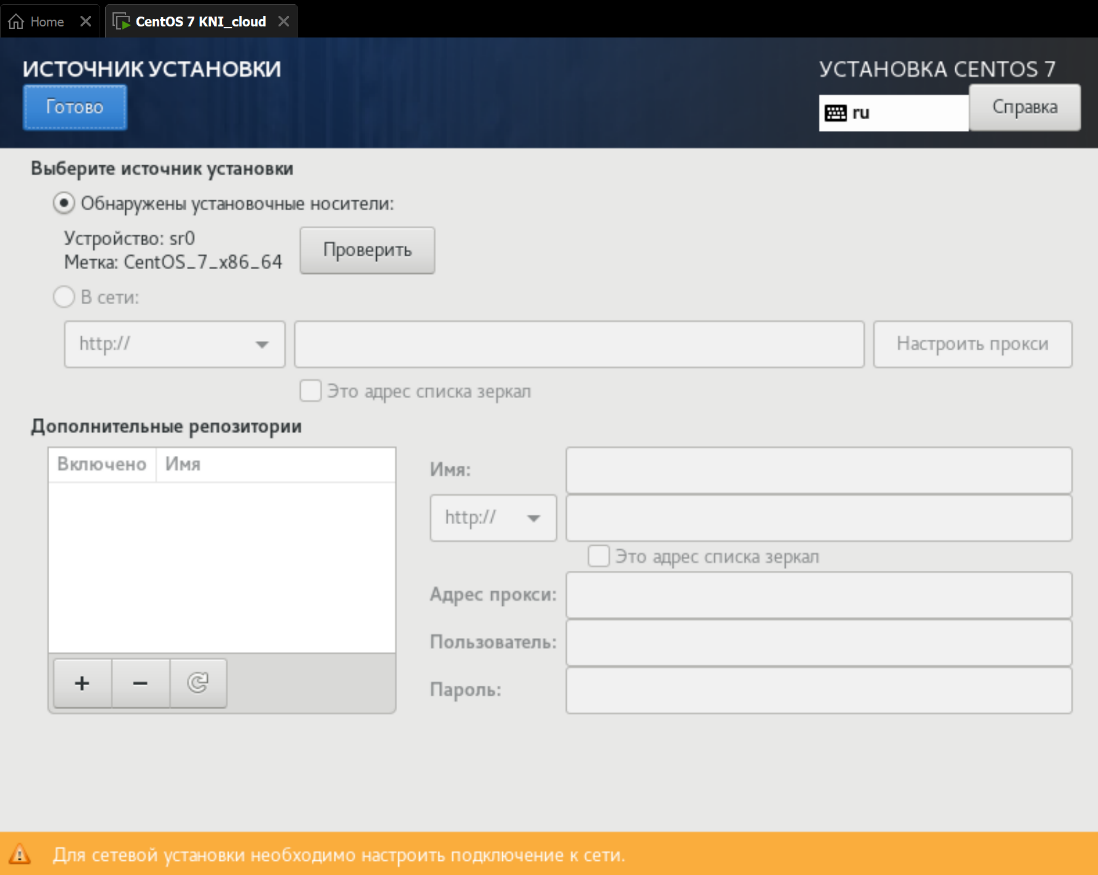 Home
CentOS 7 KNI_cloud
ИСТОЧНИК УСТАНОВКИ
УСТАНОВКА CENTOS 7
Готово
ru
Справка
Выберите источник установки
Обнаружены установочные носители:
Устройство: sr0
Метка: CentOS_7_x86_64
Проверить
В сети:
http://
Настроить прокси
Это адрес списка зеркал
Дополнительные репозитории
Включено Имя
Имя:
http://
Это адрес списка зеркал
Адрес прокси:
Пользователь:
Пароль:
Для сетевой установки необходимо настроить подключение к сети.